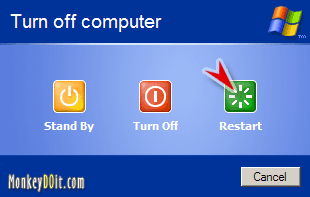 Turn off computer
Stand By
Turn Off
Restart
Cancel
MonkeyDOit.com